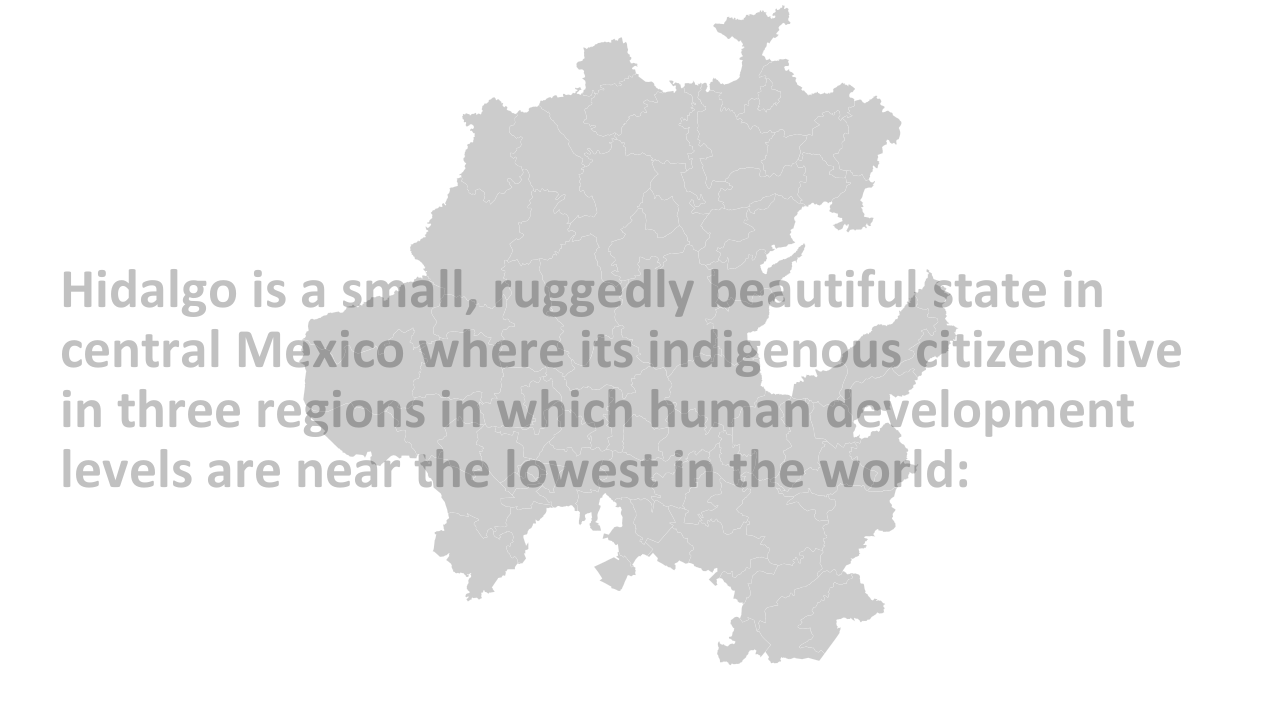 Hidalgo is a small, ruggedly beautiful state in
central Mexico where its indigenous citizens live
in three regions in which human development
levels are near the lowest in the world: